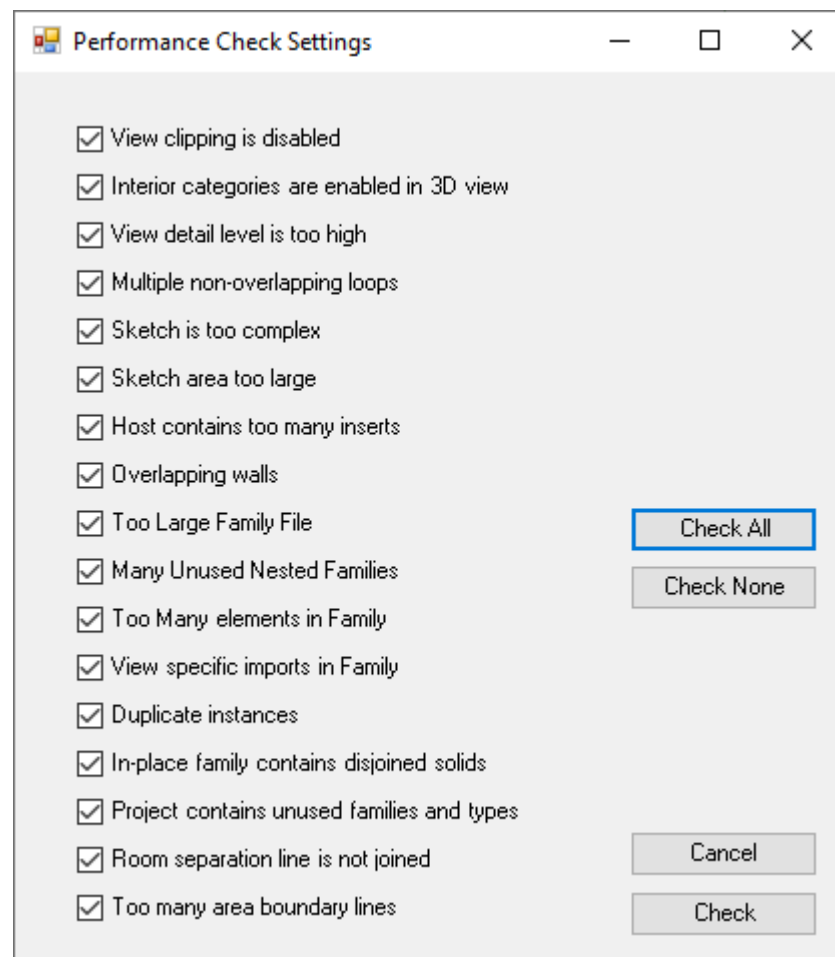 Performance Check Settings
View clipping is disabled
Interior categories are enabled in 3D view
View detail level is too high
Multiple non-overlapping loops
Sketch is too complex
Sketch area too large
Host contains too many inserts
Overlapping walls
Too Large Family File
Many Unused Nested Families
Too Many elements in Family
View specific imports in Family
Duplicate instances
In-place family contains disjoined solids
Project contains unused families and types
Room separation line is not joined
Too many area boundary lines
Check All
Check None
Cancel
Check